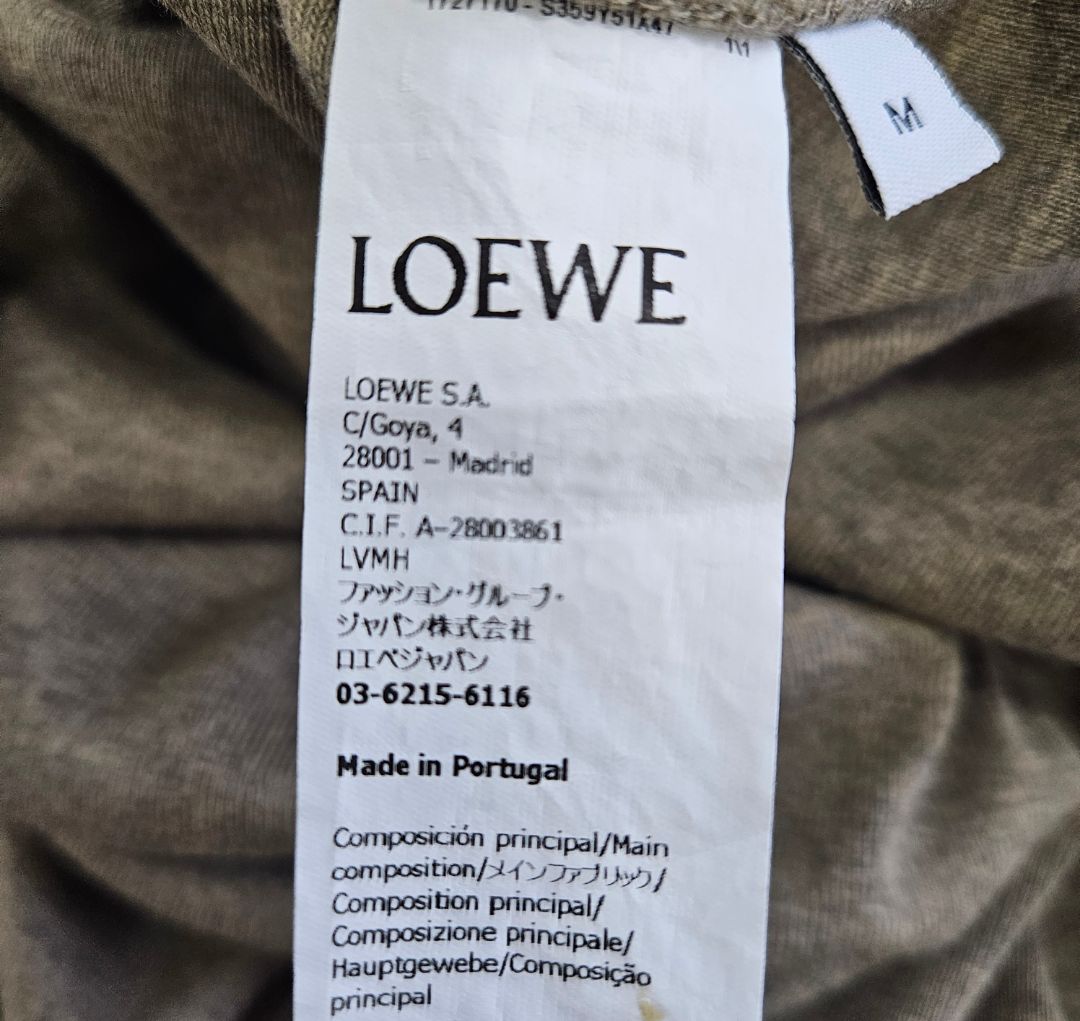 S359Y51X47
1\1
M
LOEWE
LOEWE S.A.
C/Goya, 4
28001 – Madrid
SPAIN
C.I.F. A-28003861
LVMH
ファッション・グループ・
ジャパン株式会社
ロエベジャパン
03-6215-6116
Made in Portugal
Composición principal/Main
composition/メインファブリック/
Composition principal/
Composizione principale/
Hauptgewebe/Composição
principal